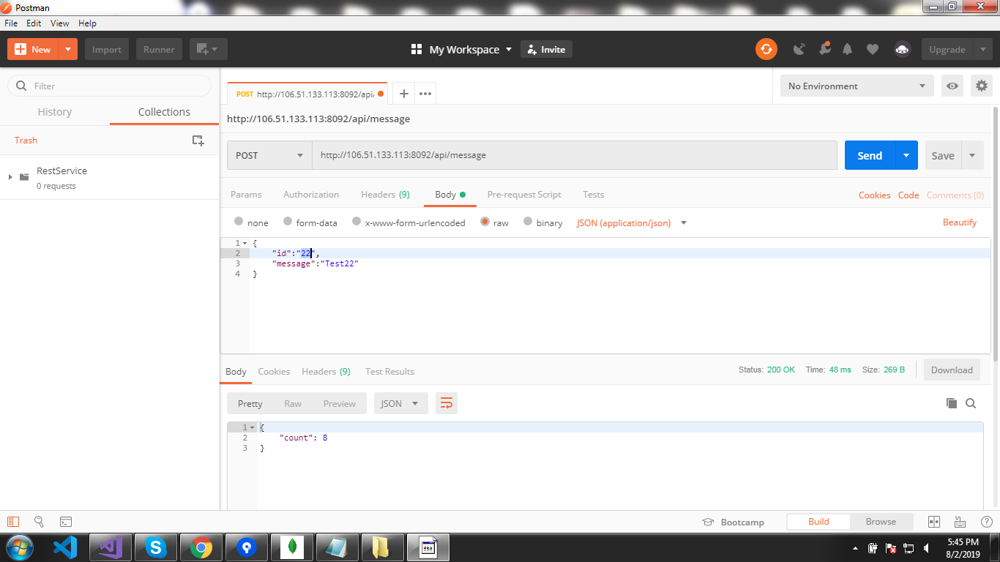 Postman
File Edit View Help
New Import Runner My Workspace Invite Upgrade
Filter
History Collections
Trash
RestService
0 requests
POST http://106.51.133.113:8092/api/ No Environment
http://106.51.133.113:8092/api/message
POST http://106.51.133.113:8092/api/message Send Save
Params Authorization Headers (9) Body Pre-request Script Tests Cookies Code Comments (0)
none form-data x-www-form-urlencoded raw binary JSON (application/json) Beautify
1 {
2 "id":"22",
3 "message":"Test22"
4 }
Body Cookies Headers (9) Test Results Status: 200 OK Time: 48 ms Size: 269 B Download
Pretty Raw Preview JSON
1 {
2 "count": 8
3 }
Bootcamp Build Browse
5:45 PM
8/2/2019